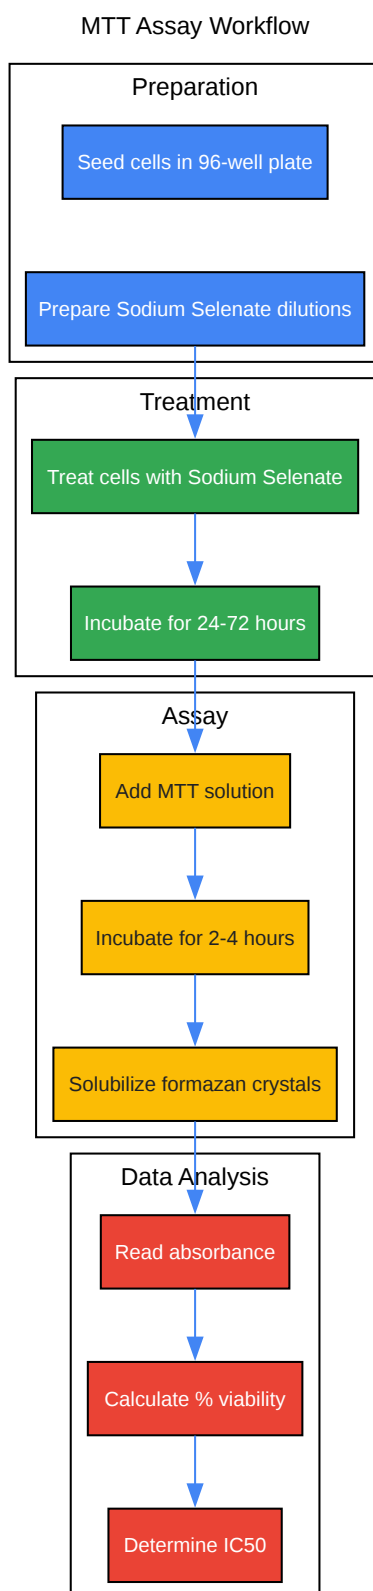 MTT Assay Workflow
Preparation
Seed cells in 96-well plate
Prepare Sodium Selenate dilutions
Treatment
Treat cells with Sodium Selenate
Incubate for 24-72 hours
Assay
Add MTT solution
Incubate for 2-4 hours
Solubilize formazan crystals
Data Analysis
Read absorbance
Calculate % viability
Determine IC50